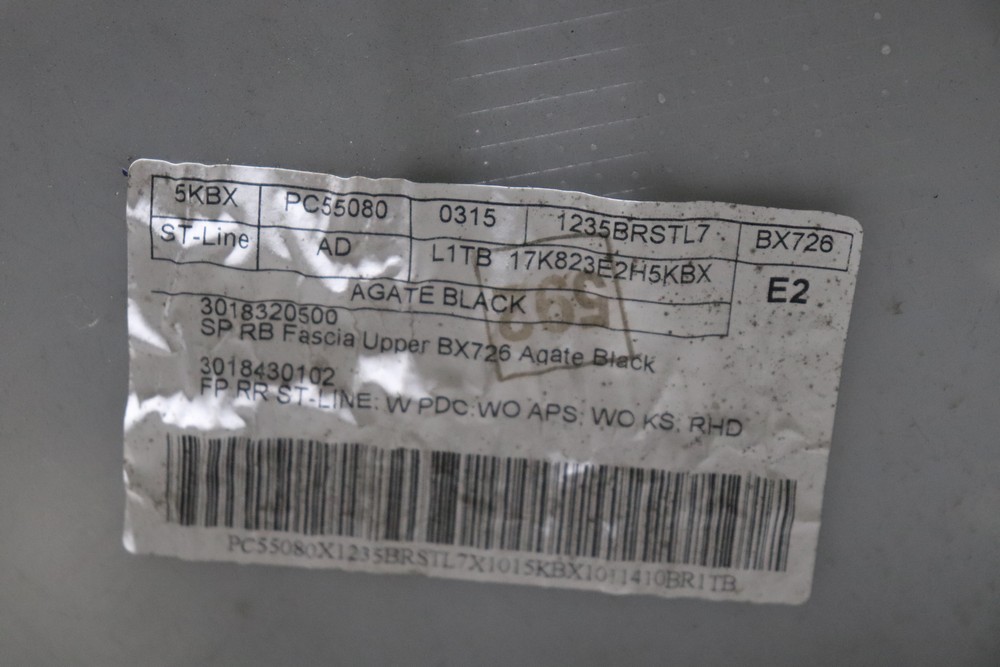 5KBX PC55080 0315 1235BRSTL7 BX726
ST-Line AD L1TB 17K823E2H5KBX E2
AGATE BLACK
3018320500
SP RB Fascia Upper BX726 Agate Black
3018430102
FP RR ST-LINE; W PDC;WO APS; WO KS; RHD
PC55080X1235BRSTL7X1015KBX1011410BR1TB